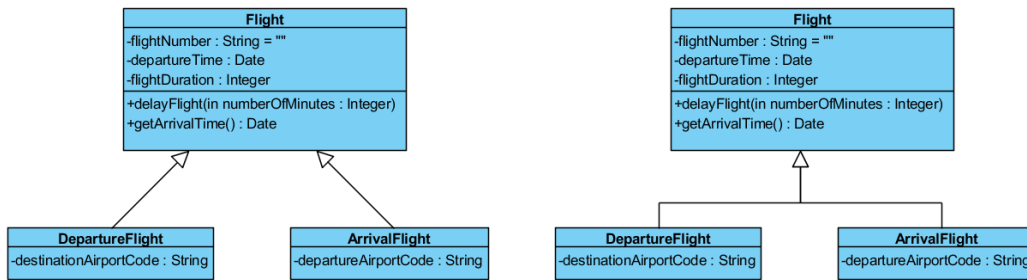 Flight
-flightNumber : String = ""
-departureTime : Date
-flightDuration : Integer
+delayFlight(in numberOfMinutes : Integer)
+getArrivalTime() : Date
DepartureFlight
-destinationAirportCode : String
ArrivalFlight
-departureAirportCode : String
Flight
-flightNumber : String = ""
-departureTime : Date
-flightDuration : Integer
+delayFlight(in numberOfMinutes : Integer)
+getArrivalTime() : Date
DepartureFlight
-destinationAirportCode : String
ArrivalFlight
-departureAirportCode : String